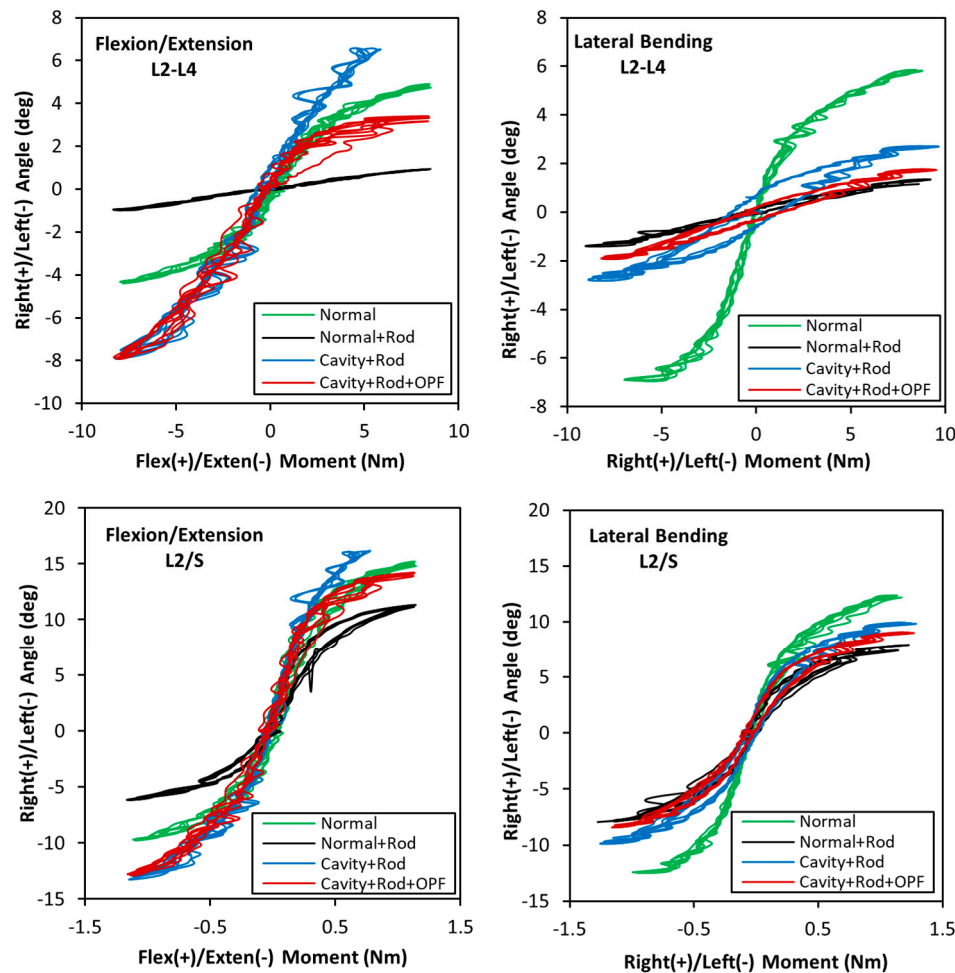 Flexion/Extension
L2-L4
Right(+)/Left(-) Angle (deg)
8
6
4
2
0
-2
-4
-6
-8
-10
Normal
Normal+Rod
Cavity+Rod
Cavity+Rod+OPF
-10
-5
0
5
10
Flex(+)/Exten(-) Moment (Nm)
Lateral Bending
L2-L4
Right(+)/Left(-) Angle (deg)
8
6
4
2
0
-2
-4
-6
-8
Normal
Normal+Rod
Cavity+Rod
Cavity+Rod+OPF
-10
-5
0
5
10
Right(+)/Left(-) Moment (Nm)
Flexion/Extension
L2/S
Right(+)/Left(-) Angle (deg)
20
15
10
5
0
-5
-10
-15
Normal
Normal+Rod
Cavity+Rod
Cavity+Rod+OPF
-1.5
-0.5
0.5
1.5
Flex(+)/Exten(-) Moment (Nm)
Lateral Bending
L2/S
Right(+)/Left(-) Angle (deg)
20
15
10
5
0
-5
-10
-15
Normal
Normal+Rod
Cavity+Rod
Cavity+Rod+OPF
-1.5
-0.5
0.5
1.5
Right(+)/Left(-) Moment (Nm)